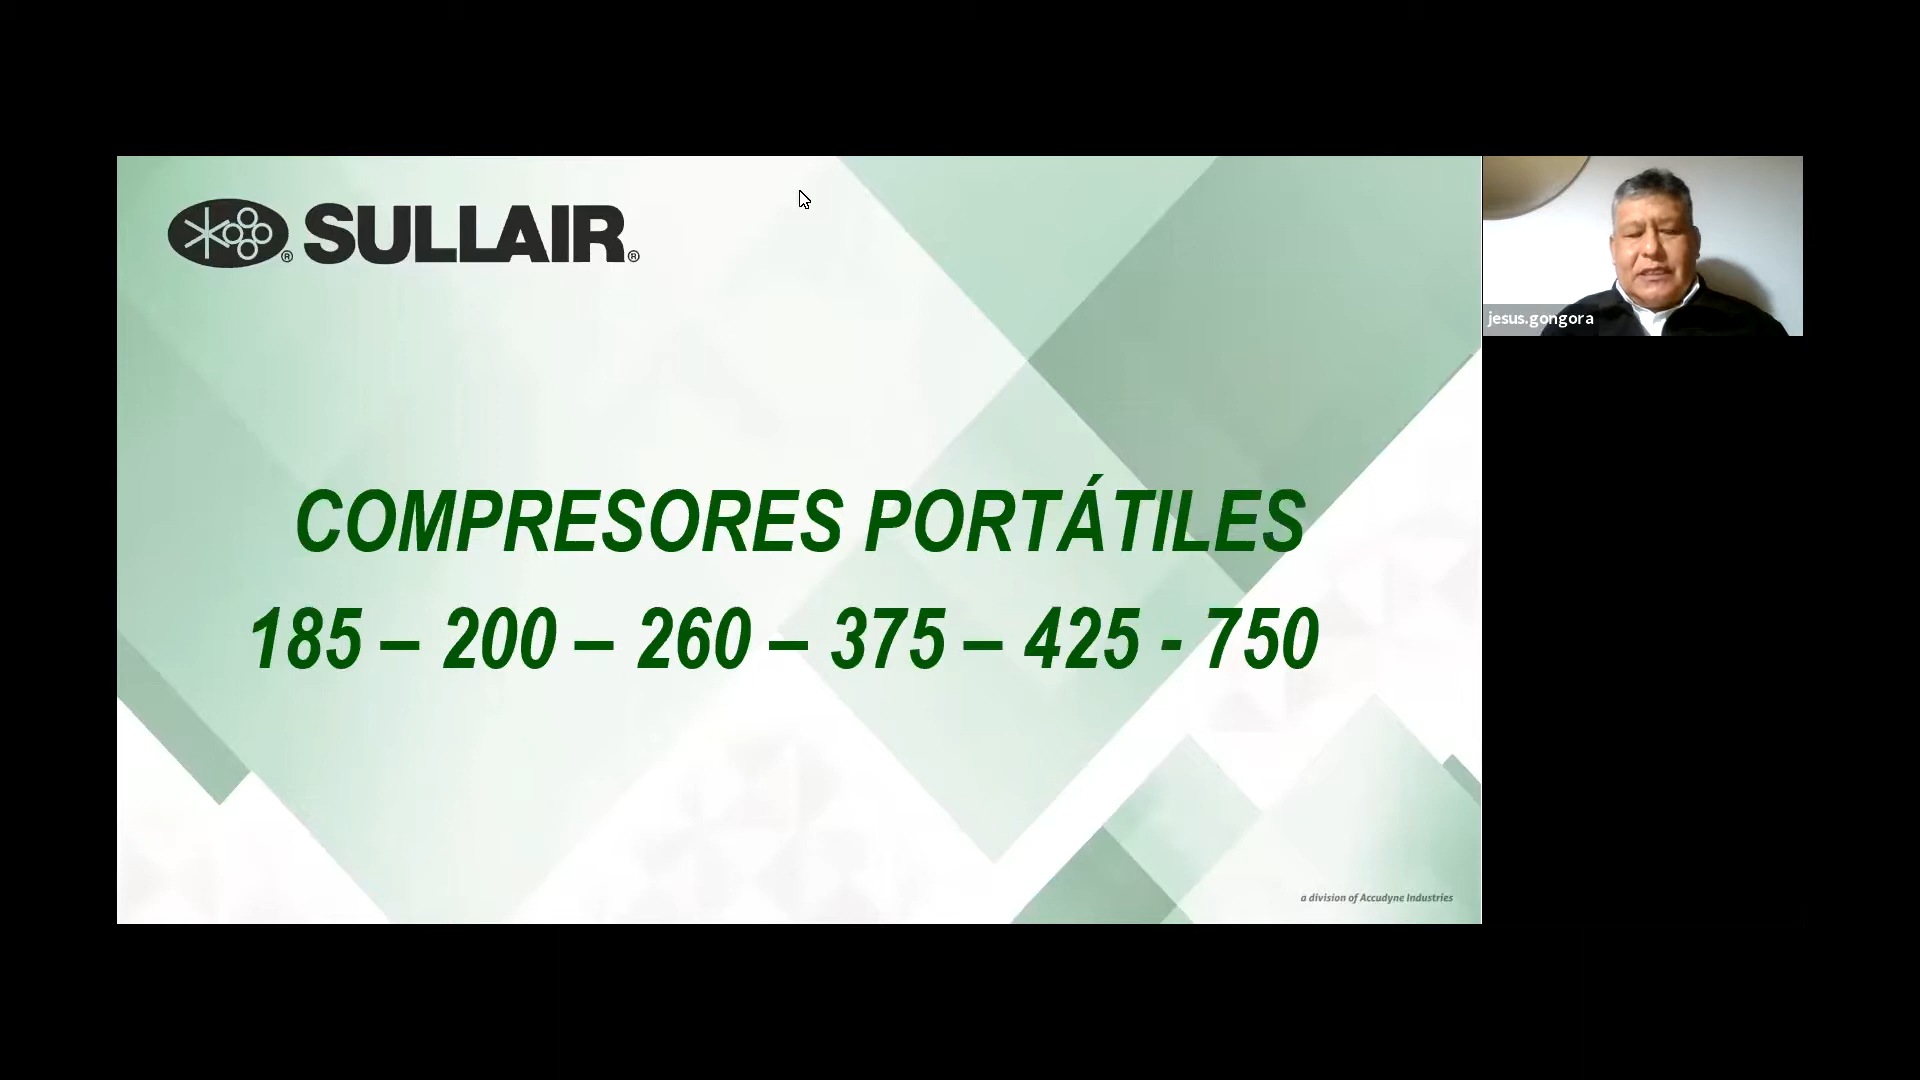 SULLAIR
COMPRESORES PORTÁTILES
185 – 200 – 260 – 375 – 425 - 750
a division of Accudyne Industries
jesus.gongora